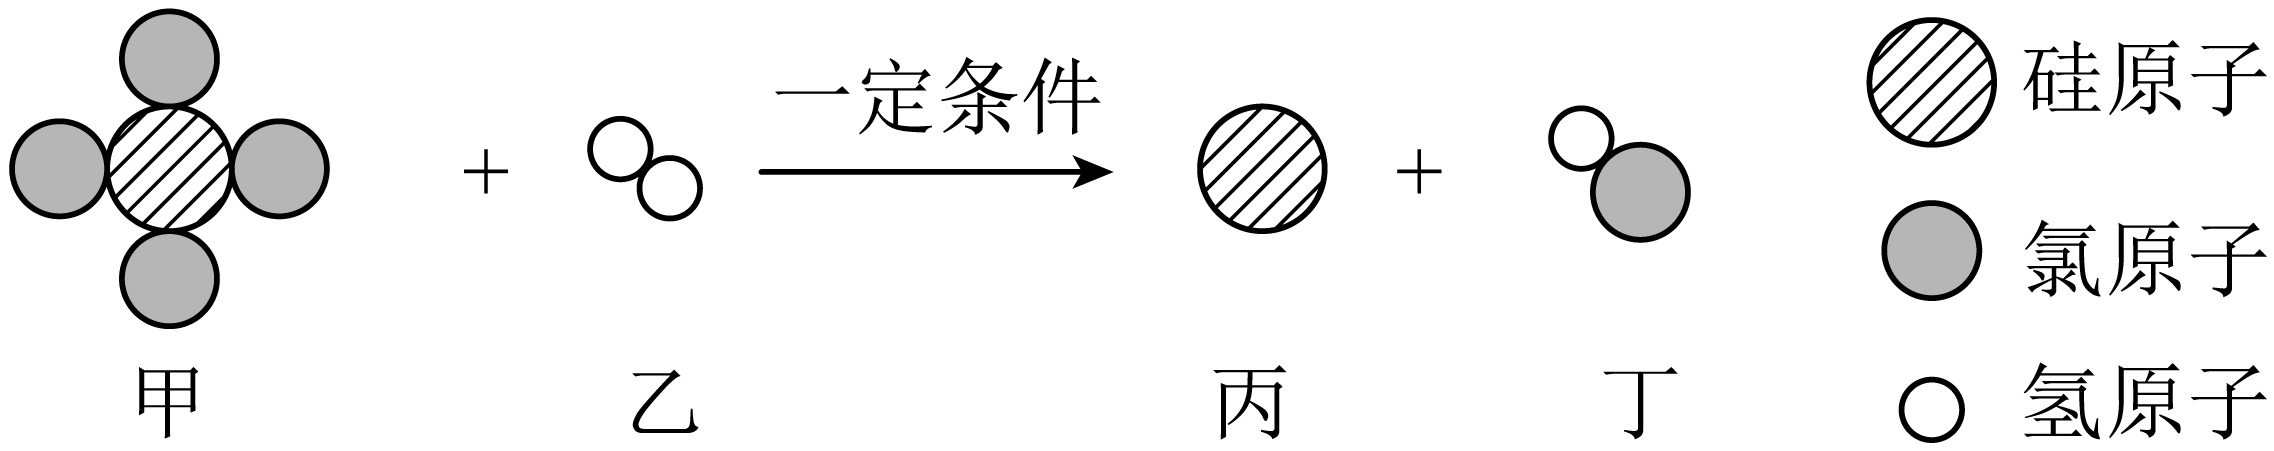 + 一定条件 +
甲 乙 丙 丁
硅原子
氯原子
氢原子